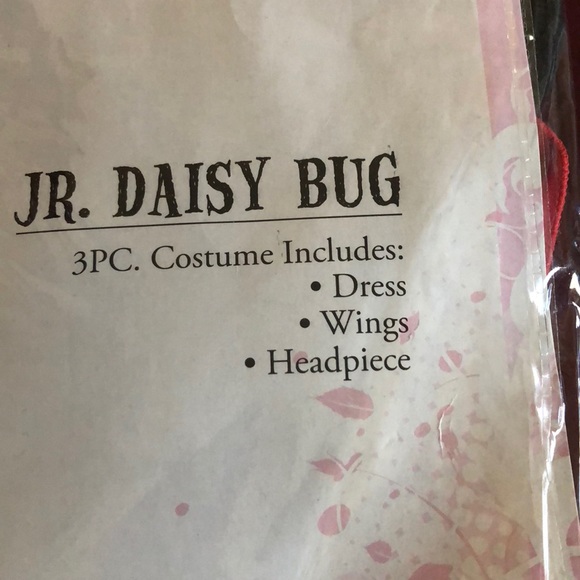 JR. DAISY BUG
3PC. Costume Includes:
• Dress
• Wings
• Headpiece